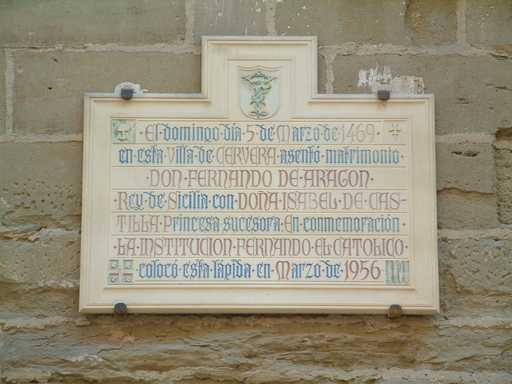 ·EL domingo día 5 de Marzo de 1469·
en esta Villa de CERVERA asentó matrimonio
·DON FERNANDO DE ARAGON·
Rey de Sicilia con DOÑA ISABEL DE CAS-
TILLA Princesa sucesora. En conmemoración
·LA INSTITUCION FERNANDO EL CATOLICO·
colocó esta lápida en Marzo de 1956